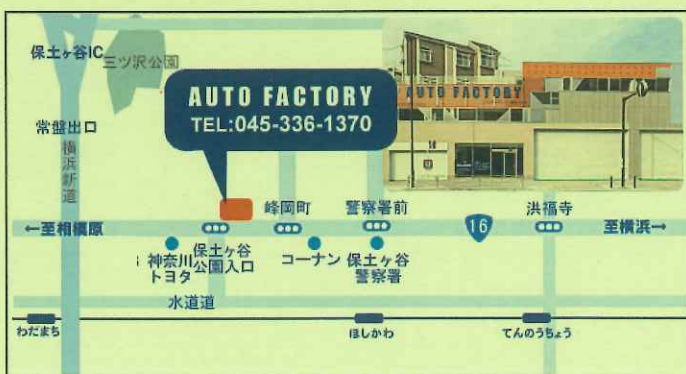 保土ヶ谷IC
三ツ沢公園
AUTO FACTORY
TEL:045-336-1370
AUTO FACTORY
常盤出口
横浜新道
峰岡町
警察署前
16
洪福寺
←至相模原
至横浜→
神奈川
トヨタ
保土ヶ谷
公園入口
コーナン
保土ヶ谷
警察署
水道道
わだまち
ほしかわ
てんのうちょう